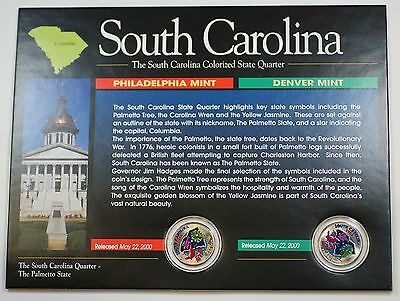 South Carolina
The South Carolina Colorized State Quarter
PHILADELPHIA MINT
DENVER MINT
The South Carolina State Quarter highlights key state symbols including the
Palmetto Tree, the Carolina Wren and the Yellow Jasmine. These are set against
an outline of the state with its nickname, The Palmetto State, and a star indicating
the capital, Columbia.
The importance of the Palmetto, the state tree, dates back to the Revolutionary
War. In 1776, heroic colonists in a small fort built of Palmetto logs successfully
defeated a British fleet attempting to capture Charleston Harbor. Since then,
South Carolina has been known as The Palmetto State.
Governor Jim Hodges made the final selection of the symbols included in the
coin's design. The Palmetto Tree represents the strength of South Carolina, and the
song of the Carolina Wren symbolizes the hospitality and warmth of the people.
The exquisite golden blossom of the Yellow Jasmine is part of South Carolina's
vast natural beauty.
Released May 22, 2000
Released May 22, 2000
The South Carolina Quarter -
The Palmetto State